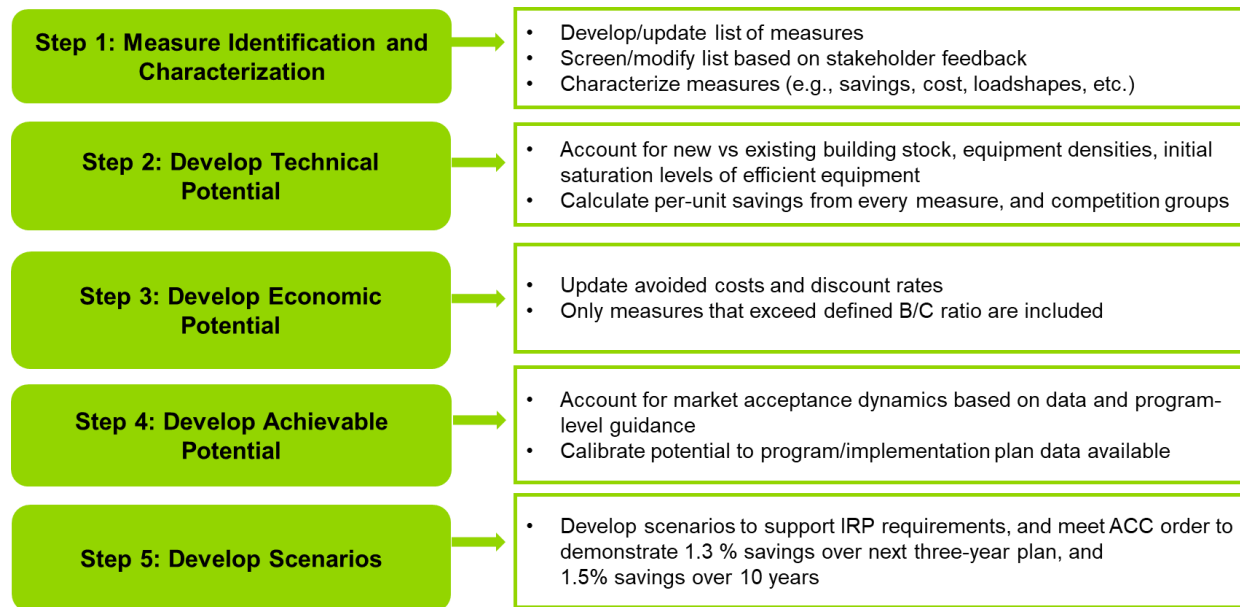 Step 1: Measure Identification and
Characterization
• Develop/update list of measures
• Screen/modify list based on stakeholder feedback
• Characterize measures (e.g., savings, cost, loadshapes, etc.)
Step 2: Develop Technical
Potential
• Account for new vs existing building stock, equipment densities, initial
saturation levels of efficient equipment
• Calculate per-unit savings from every measure, and competition groups
Step 3: Develop Economic
Potential
• Update avoided costs and discount rates
• Only measures that exceed defined B/C ratio are included
Step 4: Develop Achievable
Potential
• Account for market acceptance dynamics based on data and program-
level guidance
• Calibrate potential to program/implementation plan data available
Step 5: Develop Scenarios
• Develop scenarios to support IRP requirements, and meet ACC order to
demonstrate 1.3 % savings over next three-year plan, and
1.5% savings over 10 years